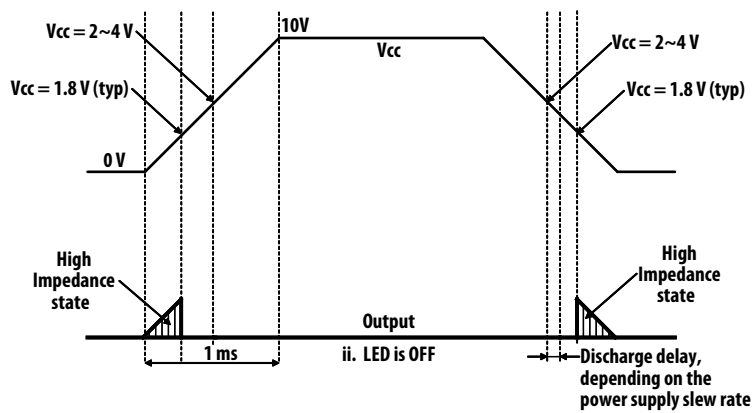 Vcc = 2~4 V
10V
Vcc
Vcc = 2~4 V
Vcc = 1.8 V (typ)
Vcc = 1.8 V (typ)
0 V
High
Impedance
state
High
Impedance
state
Output
1 ms
ii. LED is OFF
Discharge delay,
depending on the
power supply slew rate